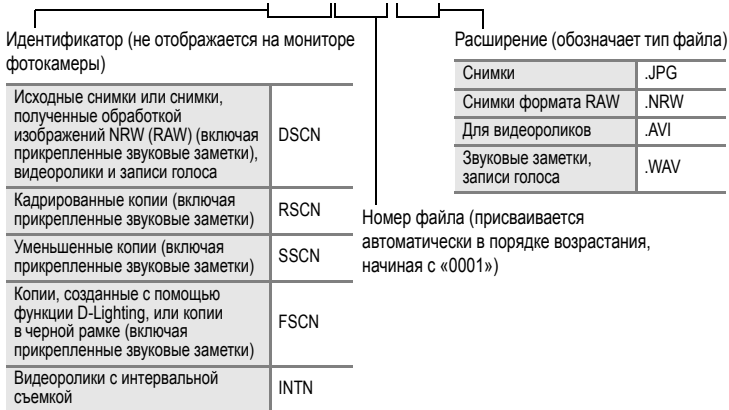 Идентификатор (не отображается на мониторе
фотокамеры)
Исходные снимки или снимки,
полученные обработкой
изображений NRW (RAW) (включая
прикрепленные звуковые заметки),
видеоролики и записи голоса
DSCN
Кадрированные копии (включая
прикрепленные звуковые заметки)
RSCN
Уменьшенные копии (включая
прикрепленные звуковые заметки)
SSCN
Копии, созданные с помощью
функции D-Lighting, или копии
в черной рамке (включая
прикрепленные звуковые заметки)
FSCN
Видеоролики с интервальной
съемкой
INTN
Расширение (обозначает тип файла)
Снимки
.JPG
Снимки формата RAW
.NRW
Для видеороликов
.AVI
Звуковые заметки,
записи голоса
.WAV
Номер файла (присваивается
автоматически в порядке возрастания,
начиная с «0001»)